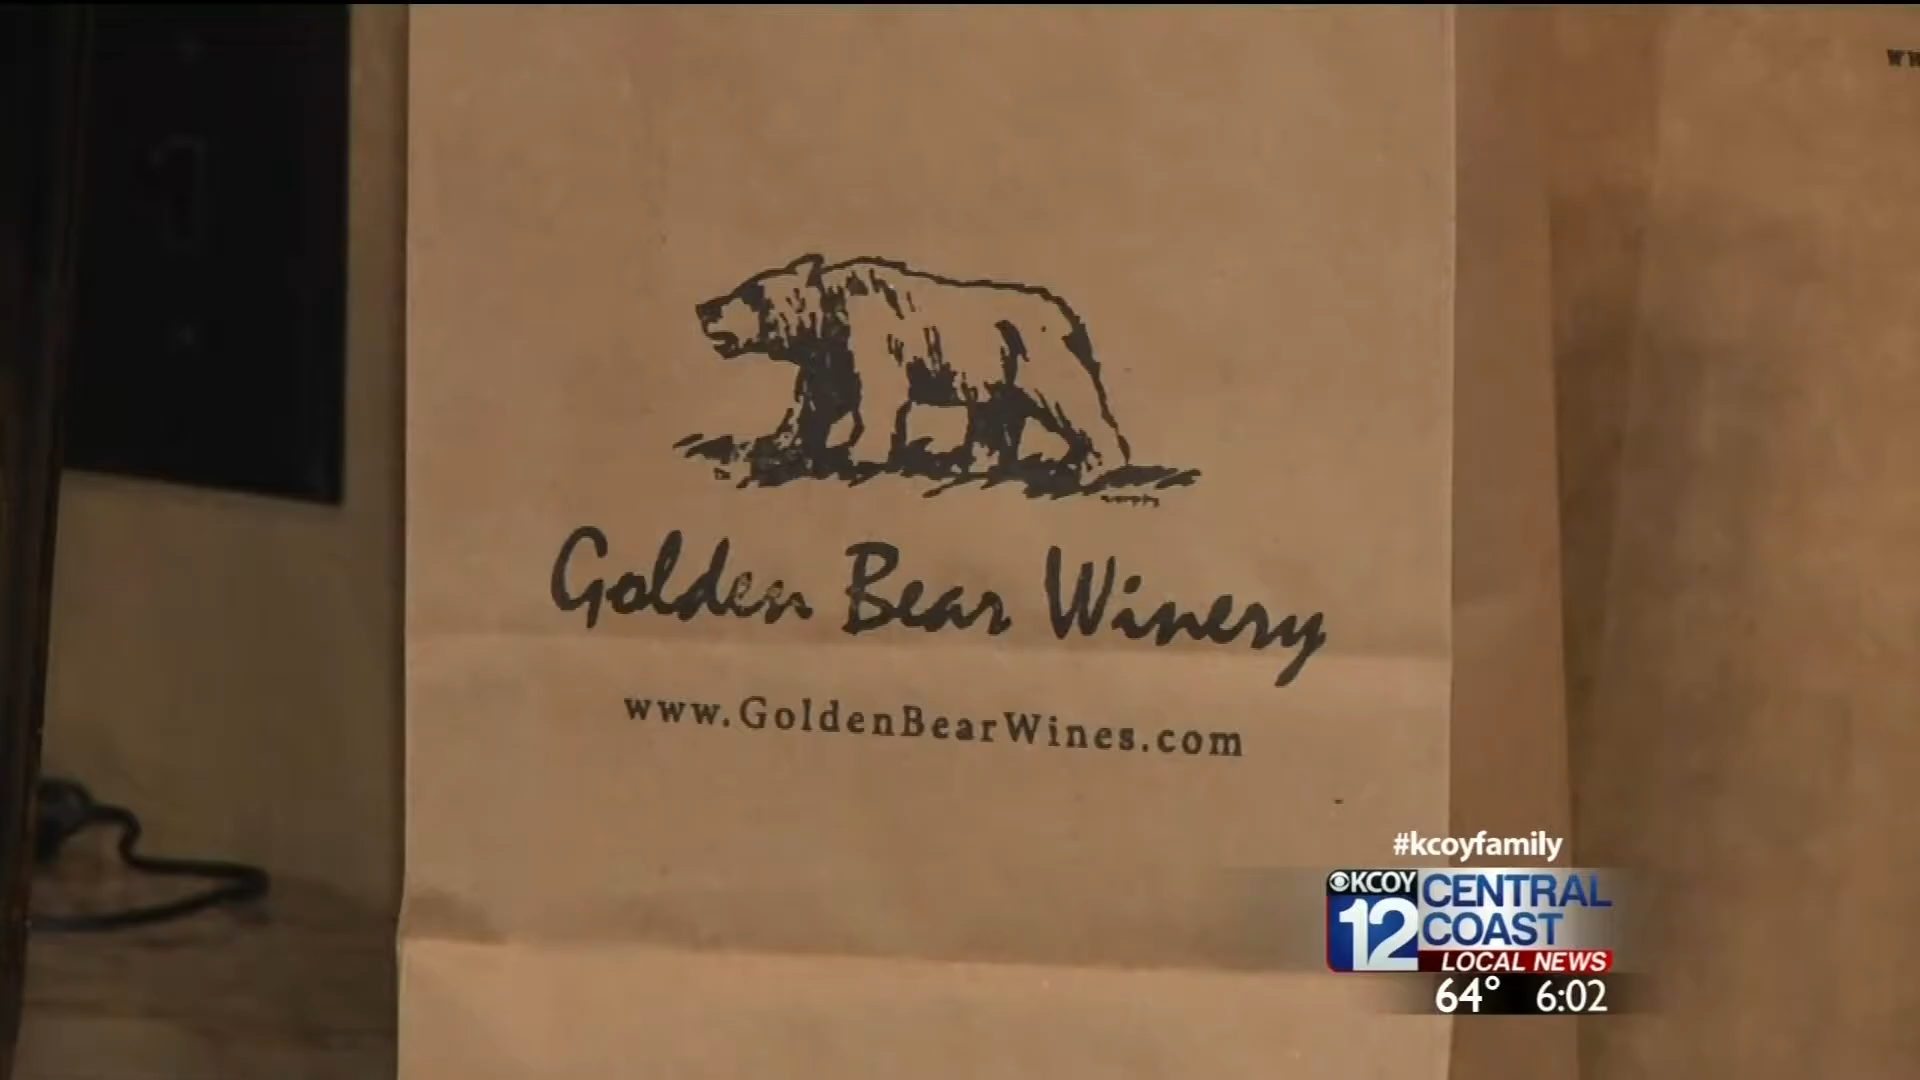 Golden Bear Winery
www.GoldenBearWines.com
#kcoyfamily
KCOY
12
CENTRAL
COAST
LOCAL NEWS
64° 6:02